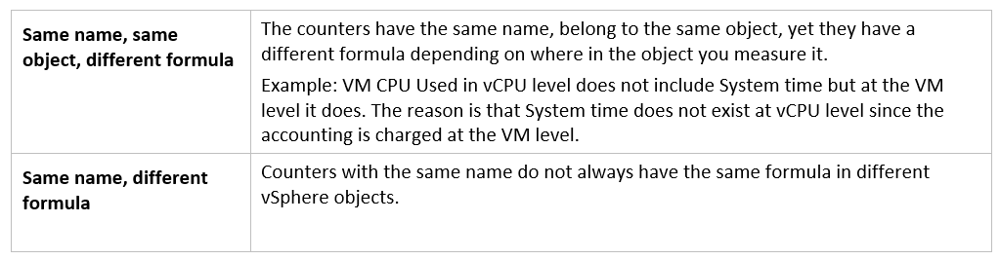 Same name, same
object, different formula
The counters have the same name, belong to the same object, yet they have a
different formula depending on where in the object you measure it.
Example: VM CPU Used in vCPU level does not include System time but at the VM
level it does. The reason is that System time does not exist at vCPU level since the
accounting is charged at the VM level.
Same name, different
formula
Counters with the same name do not always have the same formula in different
vSphere objects.